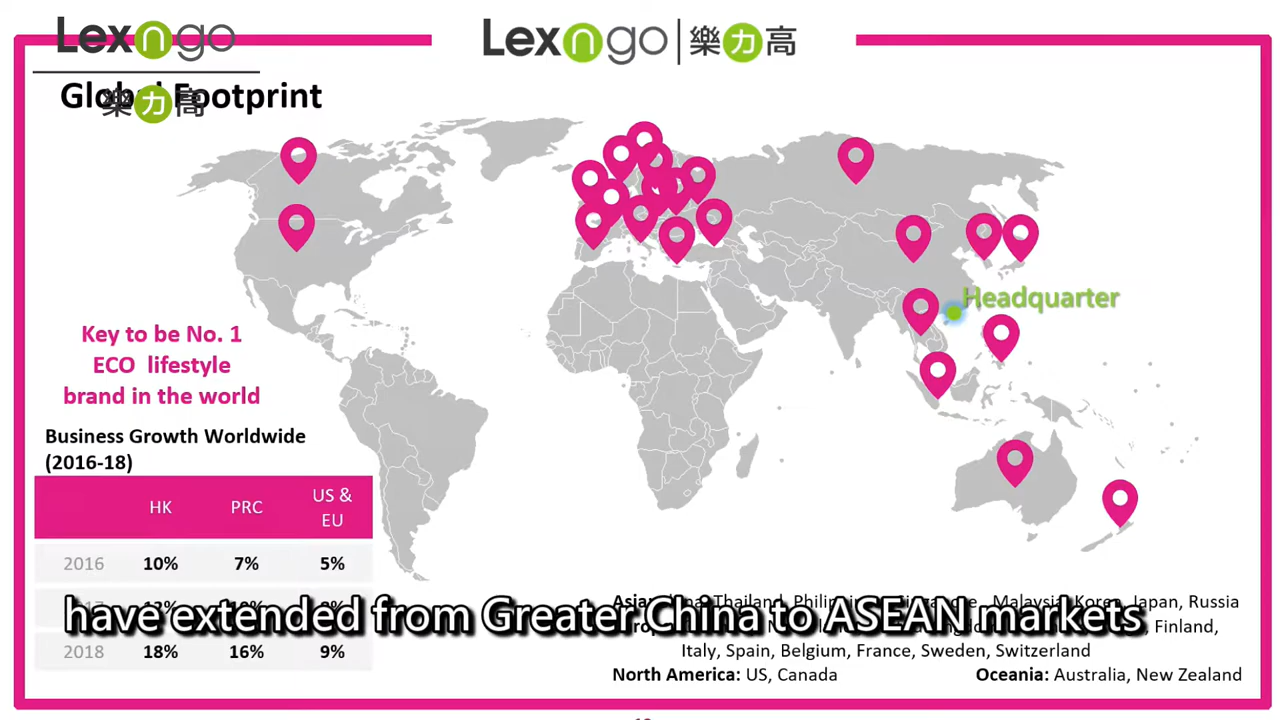 Lexngo
樂力高
Lexngo 樂力高
Global Footprint
Headquarter
Key to be No. 1
ECO lifestyle
brand in the world
Business Growth Worldwide
(2016-18)
HK PRC US & EU
2016 10% 7% 5%
2018 18% 16% 9%
have extended from Greater China to ASEAN markets
Asia: Thailand, Malaysia, Korea, Japan, Russia
Finland,
Italy, Spain, Belgium, France, Sweden, Switzerland
North America: US, Canada
Oceania: Australia, New Zealand